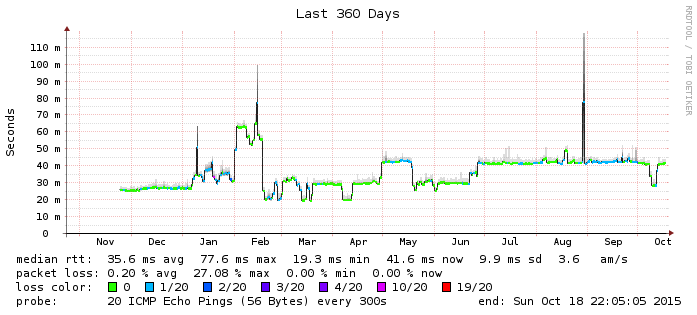 Last 360 Days
RRDTOOL / TOBI OETIKER
Seconds
110 m
100 m
90 m
80 m
70 m
60 m
50 m
40 m
30 m
20 m
10 m
0
Nov Dec Jan Feb Mar Apr May Jun Jul Aug Sep Oct
median rtt: 35.6 ms avg 77.6 ms max 19.3 ms min 41.6 ms now 9.9 ms sd 3.6 am/s
packet loss: 0.20 % avg 27.08 % max 0.00 % min 0.00 % now
loss color: 0 1/20 2/20 3/20 4/20 10/20 19/20
probe: 20 ICMP Echo Pings (56 Bytes) every 300s end: Sun Oct 18 22:05:05 2015